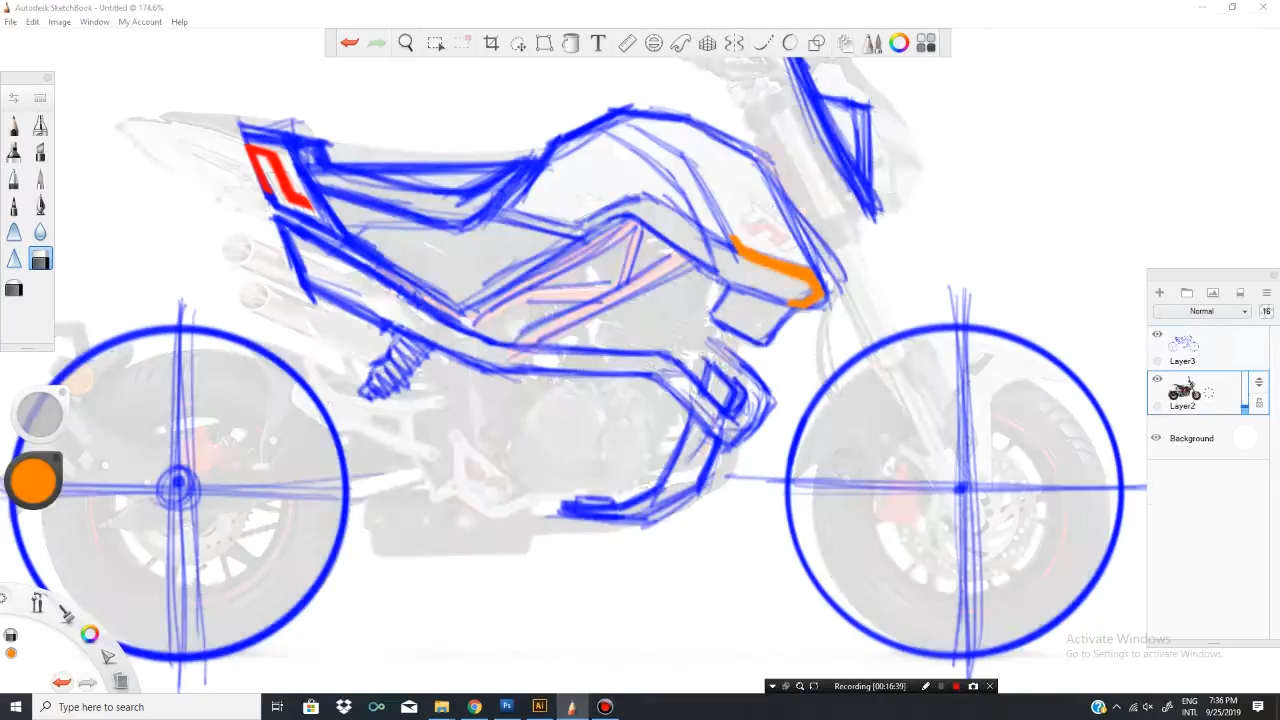 Autodesk SketchBook - Untitled @ 174.6%
File Edit Image Window My Account Help
Normal
Layer3
Layer2
Background
Activate Windows
Go to Settings to activate Windows.
Recording [00:16:39]
Type here to search
Ps
Ai
ENG
INTL
7:36 PM
9/25/2019